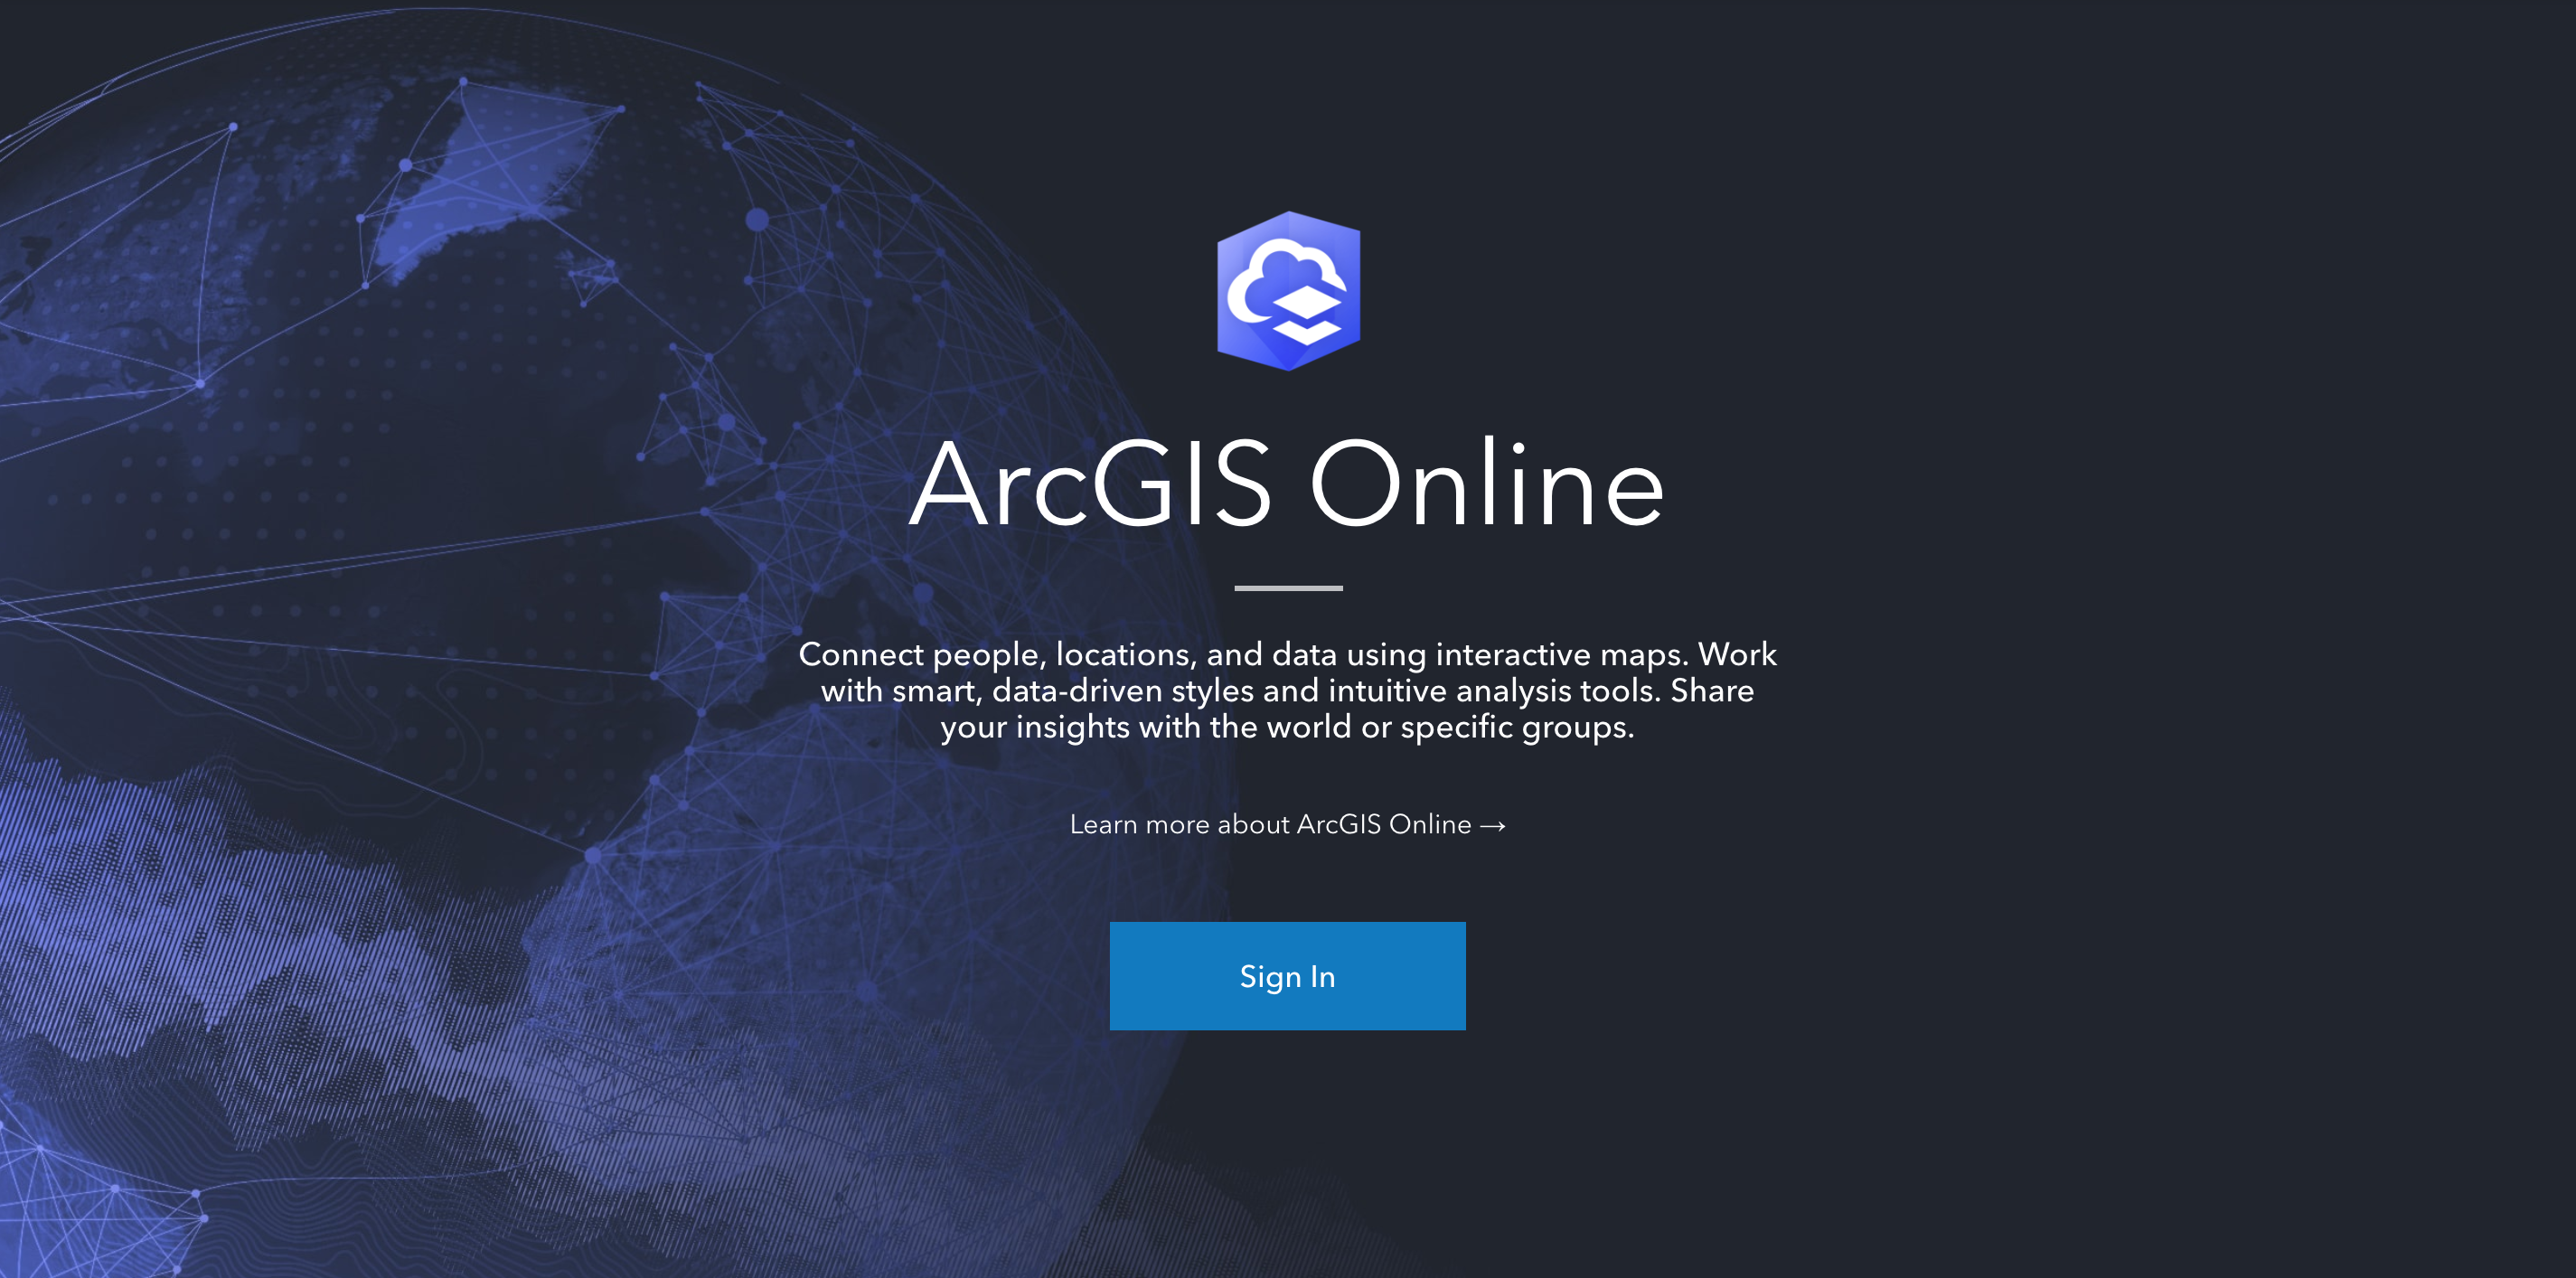 ArcGIS Online
Connect people, locations, and data using interactive maps. Work
with smart, data-driven styles and intuitive analysis tools. Share
your insights with the world or specific groups.
Learn more about ArcGIS Online →
Sign In